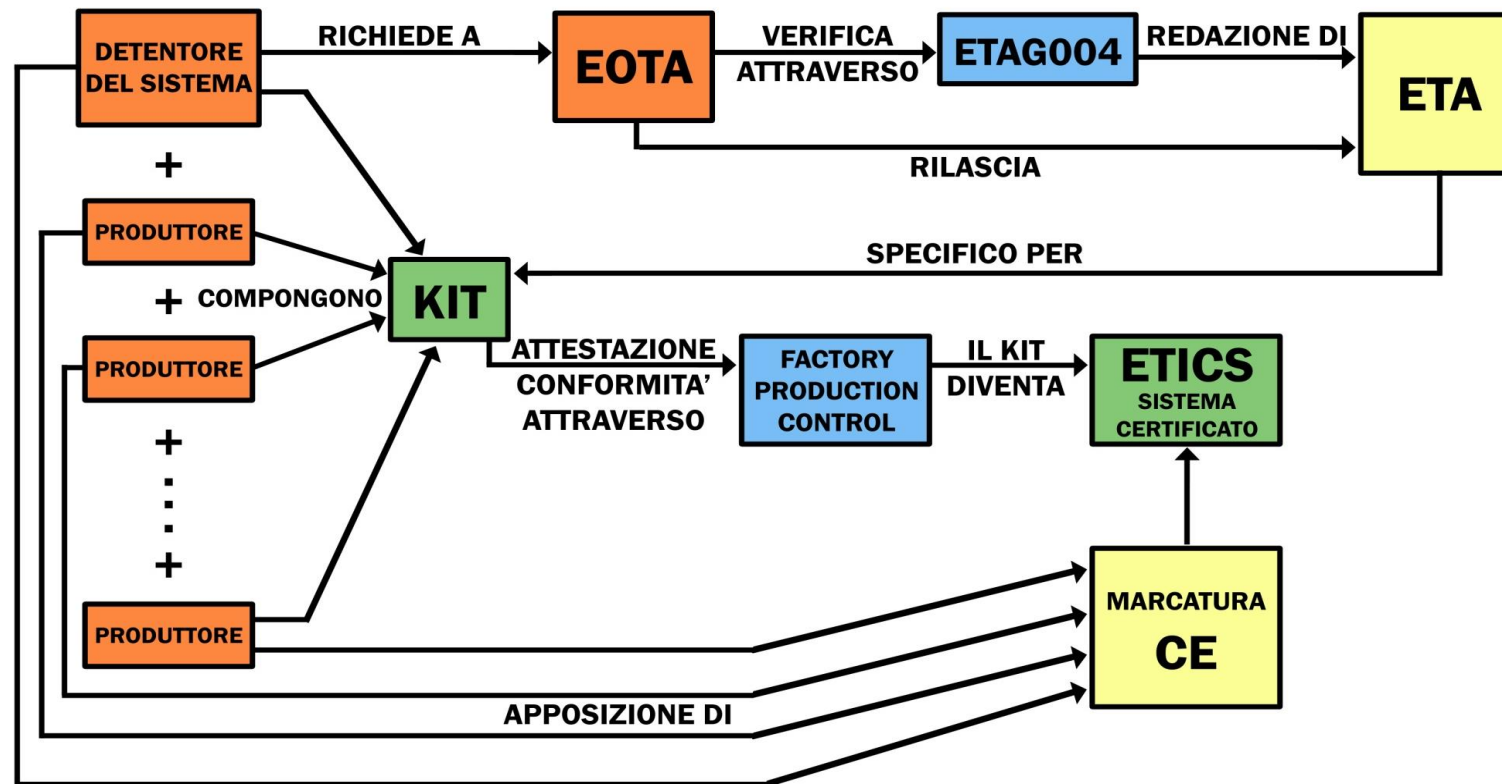 DETENTORE
DEL SISTEMA
RICHIEDE A
EOTA
VERIFICA
ATTRAVERSO
ETAG004
REDAZIONE DI
ETA
RILASCIA
+
PRODUTTORE
SPECIFICO PER
+
COMPONGONO
KIT
PRODUTTORE
ATTESTAZIONE
CONFORMITA'
ATTRAVERSO
FACTORY
PRODUCTION
CONTROL
IL KIT
DIVENTA
ETICS
SISTEMA
CERTIFICATO
+
.
.
.
+
PRODUTTORE
MARCATURA
CE
APPOSIZIONE DI